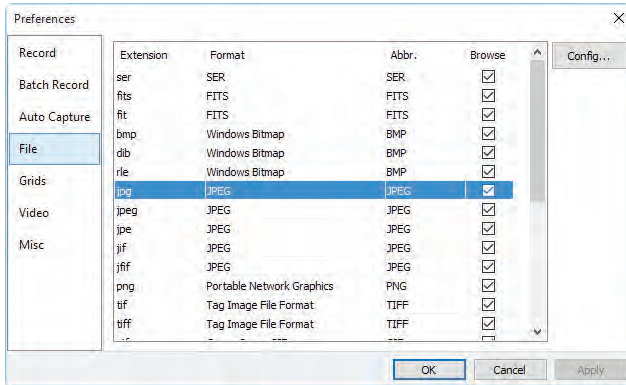 Preferences
Record
Batch Record
Auto Capture
File
Grids
Video
Misc
Extension Format Abbr. Browse
ser SER SER
fits FITS FITS
fit FITS FITS
bmp Windows Bitmap BMP
dib Windows Bitmap BMP
rle Windows Bitmap BMP
jpg JPEG JPEG
jpeg JPEG JPEG
jpe JPEG JPEG
jif JPEG JPEG
jfif JPEG JPEG
png Portable Network Graphics PNG
tif Tag Image File Format TIFF
tiff Tag Image File Format TIFF
Config...
OK Cancel Apply